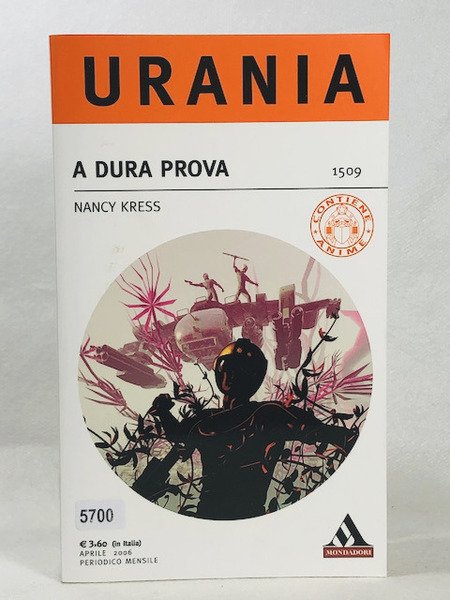 URANIA
A DURA PROVA
1509
NANCY KRESS
CONTIENE
ANIME
5700
€ 3,60 (in Italia)
APRILE 2006
PERIODICO MENSILE
MONDADORI